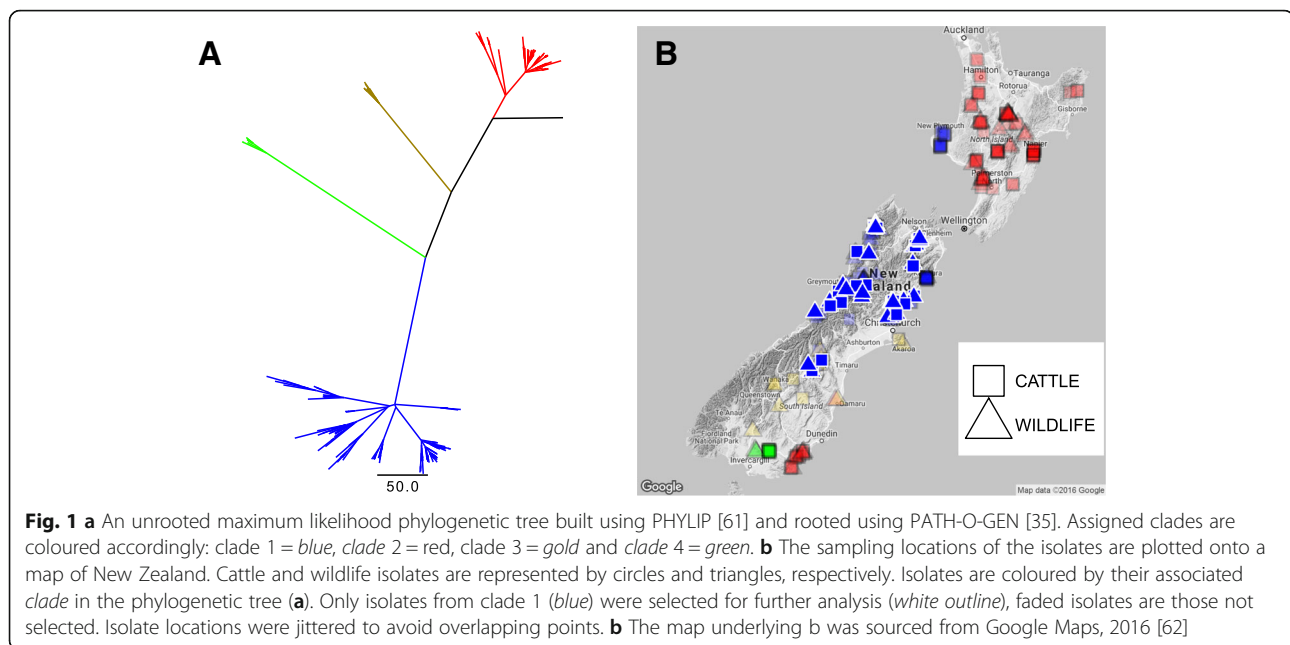 A
50.0
B
Auckland
Hamilton
Tauranga
Rotorua
Gisborne
New Plymouth
North Island
Napier
Palmerston
North
Nelson
Wellington
Blenheim
Greymouth
New
Zealand
Christchurch
Ashburton
Akaroa
Timaru
Wanaka
Queenstown
South Island
Oamaru
Te Anau
Fiordland
National Park
Dunedin
Invercargill
CATTLE
WILDLIFE
Google
Map data ©2016 Google
Fig. 1 a An unrooted maximum likelihood phylogenetic tree built using PHYLIP [61] and rooted using PATH-O-GEN [35]. Assigned clades are
coloured accordingly: clade 1 = blue, clade 2 = red, clade 3 = gold and clade 4 = green. b The sampling locations of the isolates are plotted onto a
map of New Zealand. Cattle and wildlife isolates are represented by circles and triangles, respectively. Isolates are coloured by their associated
clade in the phylogenetic tree (a). Only isolates from clade 1 (blue) were selected for further analysis (white outline), faded isolates are those not
selected. Isolate locations were jittered to avoid overlapping points. b The map underlying b was sourced from Google Maps, 2016 [62]